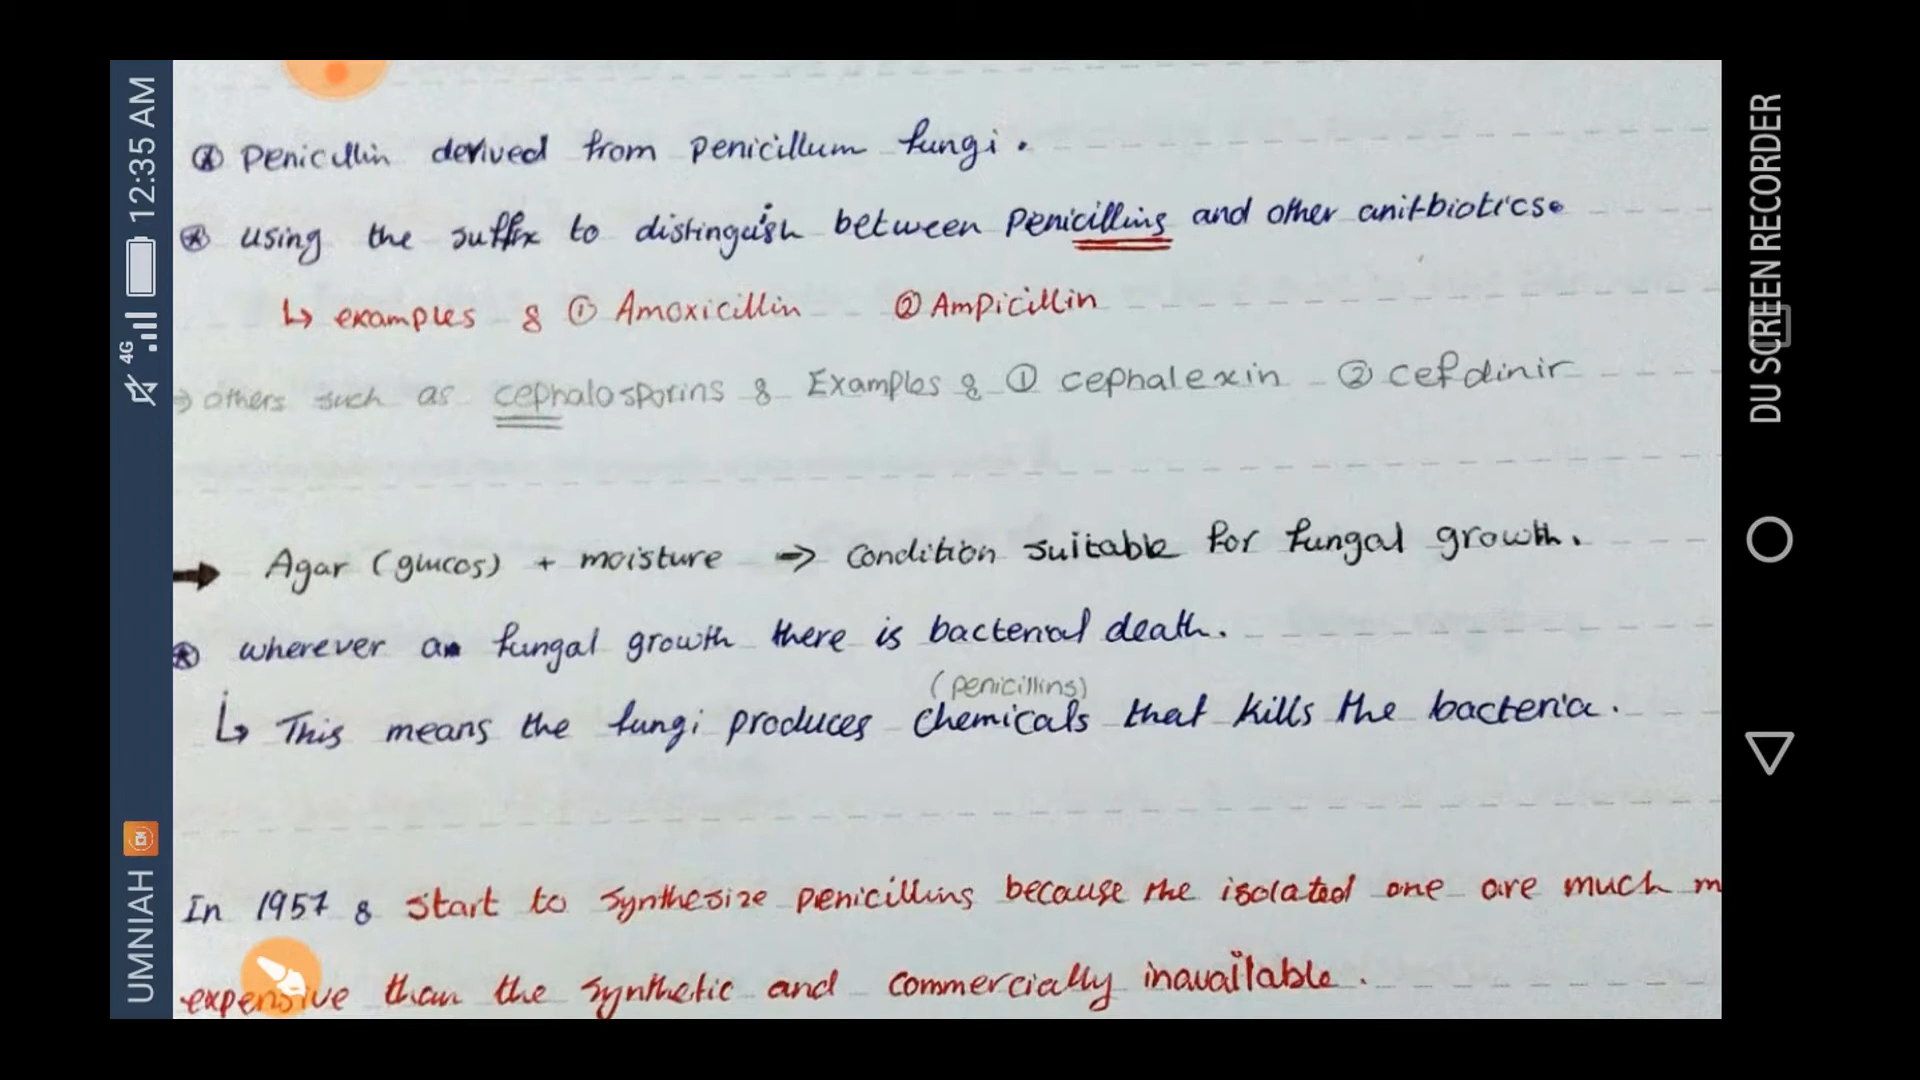 Penicillin derived from penicillum fungi.
using the suffix to distinguish between penicillins and other anitbiotics.
↳ examples : ① Amoxicillin ② Ampicillin
→ others such as cephalosporins : Examples : ① cephalexin ② cefdinir
→ Agar (glucos) + moisture → condition suitable for fungal growth.
wherever a fungal growth there is bacterial death.
(penicillins)
↳ This means the fungi produces chemicals that kills the bacteria.
In 1957 : start to synthesize penicillins because the isolated one are much m
expensive than the synthetic and commercially inavailable.
12:35 AM
4G
UMNIAH
DU SCREEN RECORDER